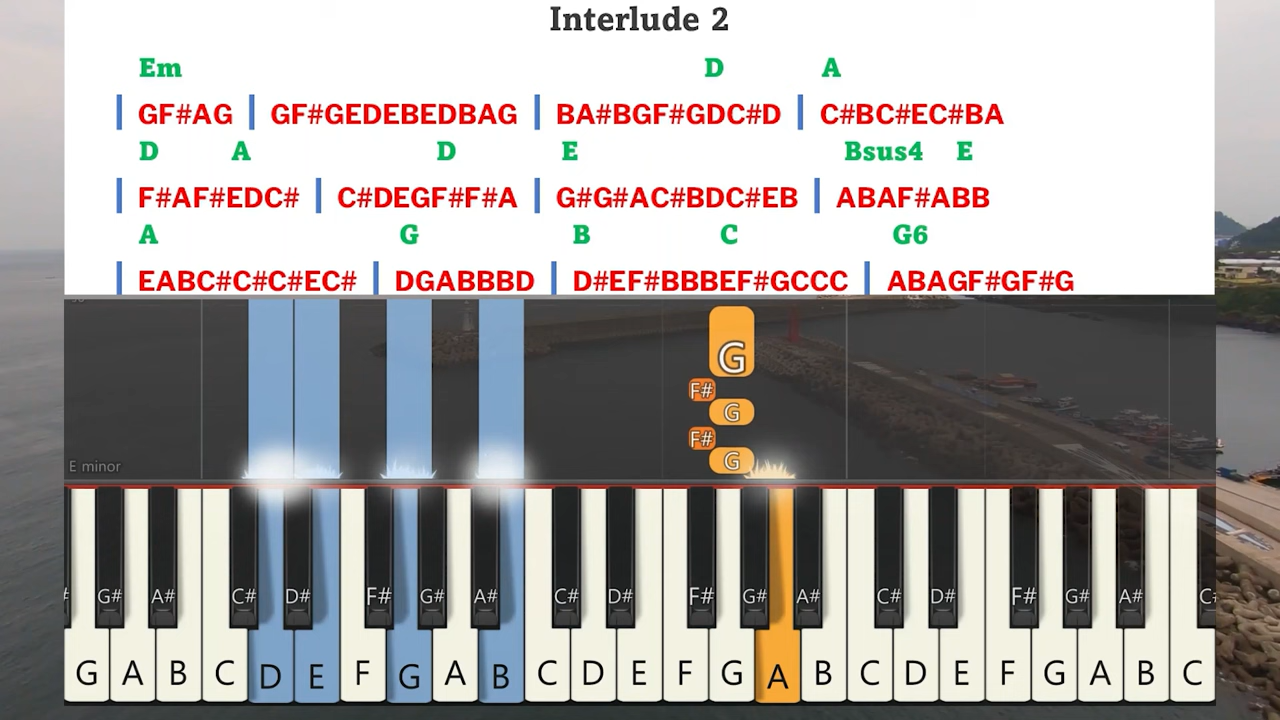 Interlude 2
Em D A
GF#AG GF#GEDEBEDBAG BA#BGF#GDC#D C#BC#EC#BA
D A D E Bsus4 E
F#AF#EDC# C#DEGF#F#A G#G#AC#BDC#EB ABAF#ABB
A G B C G6
EABC#C#C#EC# DGABBBD D#EF#BBBEF#GCCC ABAGF#GF#G
G
F#
G
F#
G
E minor
G# A# C# D# F# G# A# C# D# F# G# A# C# D# F# G# A#
G A B C D E F G A B C D E F G A B C D E F G A B C